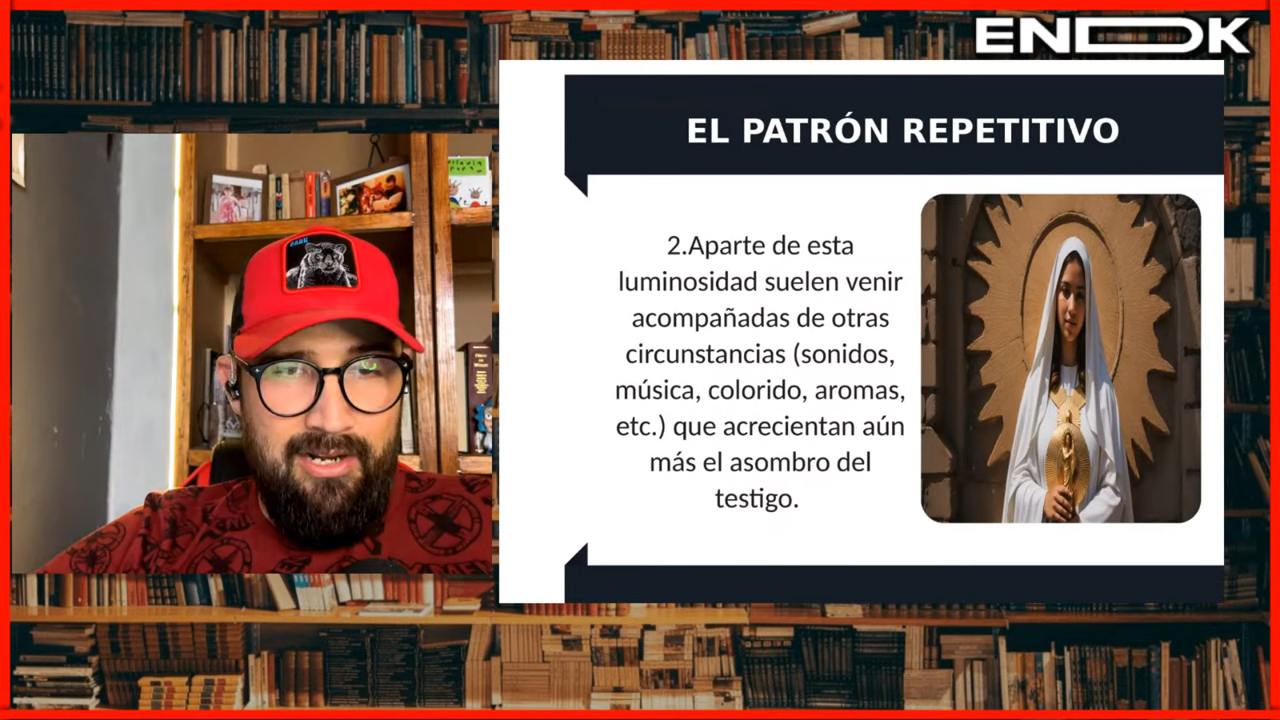 ENDK
EL PATRÓN REPETITIVO
2.Aparte de esta
luminosidad suelen venir
acompañadas de otras
circunstancias (sonidos,
música, colorido, aromas,
etc.) que acrecientan aún
más el asombro del
testigo.